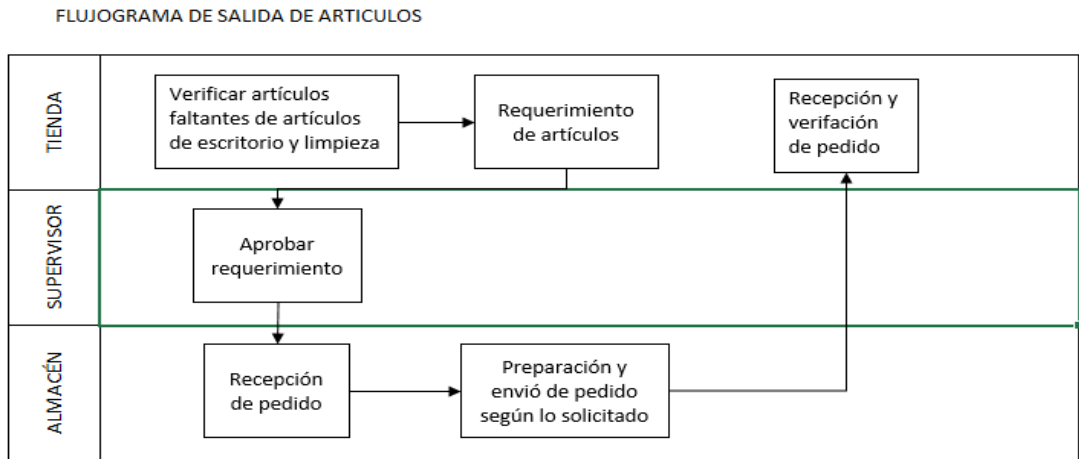 FLUJOGRAMA DE SALIDA DE ARTICULOS
TIENDA
Verificar artículos
faltantes de artículos
de escritorio y limpieza
Requerimiento
de artículos
Recepción y
verifación
de pedido
SUPERVISOR
Aprobar
requerimiento
ALMACÉN
Recepción
de pedido
Preparación y
envió de pedido
según lo solicitado